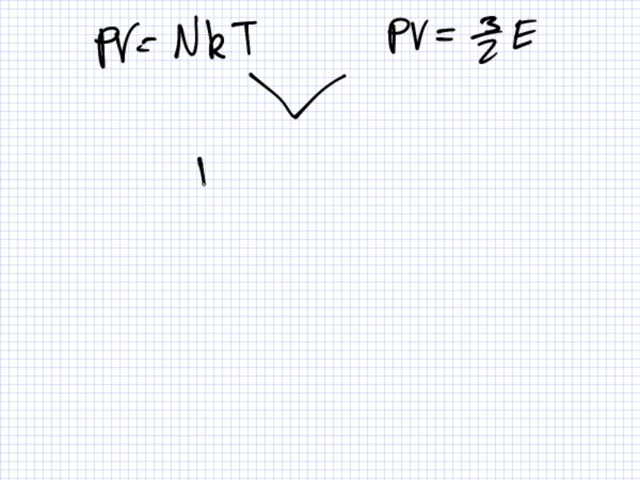 PV = NkT
PV = 3/2 E